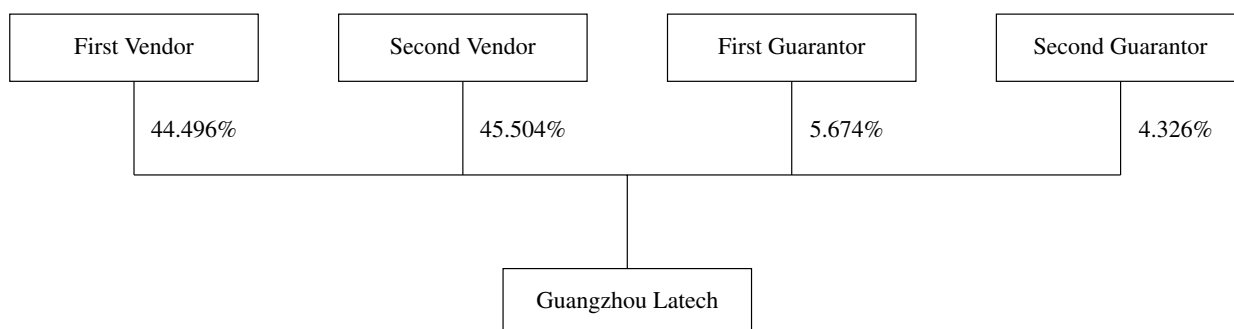 First Vendor
Second Vendor
First Guarantor
Second Guarantor
44.496%
45.504%
5.674%
4.326%
Guangzhou Latech